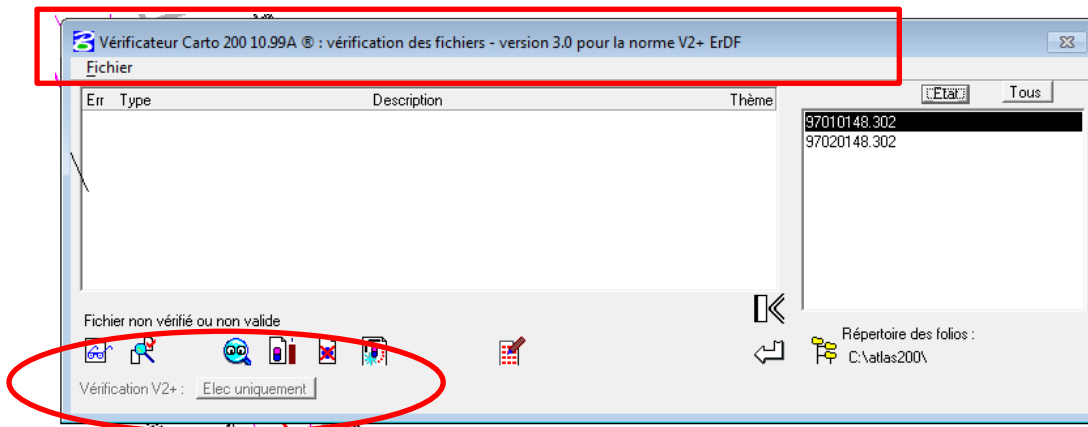 Vérificateur Carto 200 10.99A ® : vérification des fichiers - version 3.0 pour la norme V2+ ErDF
Fichier
Err Type Description Thème
Etat Tous
97010148.302
97020148.302
Fichier non vérifié ou non valide
Répertoire des folios :
C:\atlas200\
Vérification V2+ : Elec uniquement